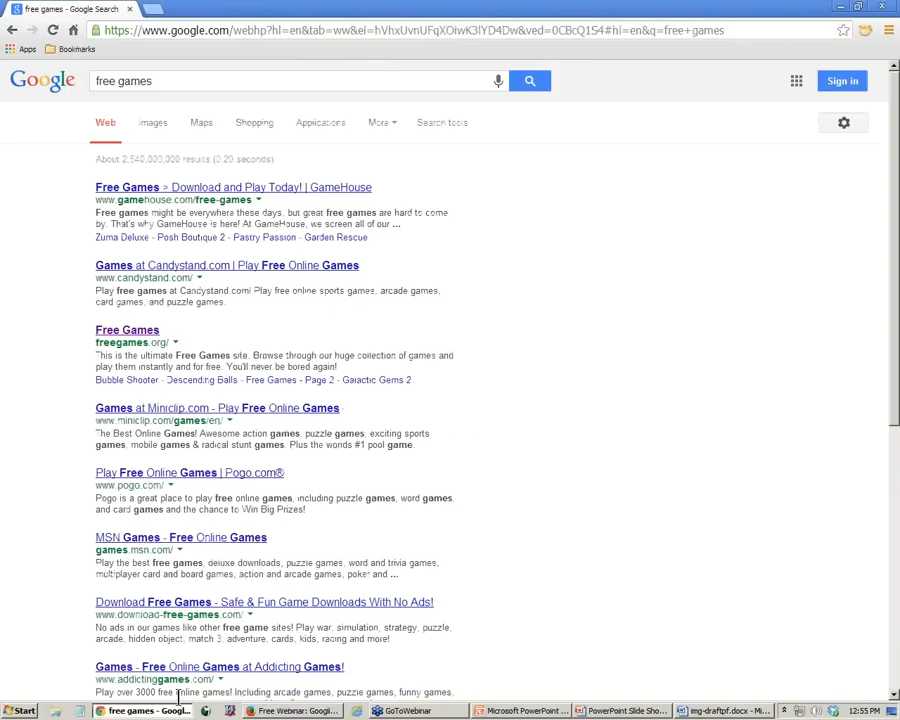 free games - Google Search
https://www.google.com/webhp?hl=en&tab=ww&ei=hVhxUvnUFqXOiwK3lYD4Dw&ved=0CBcQ1S4#hl=en&q=free+games
Apps Bookmarks
Google free games Sign in
Web Images Maps Shopping Applications More Search tools
About 2,540,000,000 results (0.29 seconds)
Free Games > Download and Play Today! | GameHouse
www.gamehouse.com/free-games
Free games might be everywhere these days, but great free games are hard to come
by. That's why GameHouse is here! At GameHouse, we screen all of our ...
Zuma Deluxe - Posh Boutique 2 - Pastry Passion - Garden Rescue
Games at Candystand.com | Play Free Online Games
www.candystand.com/
Play free games at Candystand.com! Play free online sports games, arcade games,
card games, and puzzle games.
Free Games
freegames.org/
This is the ultimate Free Games site. Browse through our huge collection of games and
play them instantly and for free. You'll never be bored again!
Bubble Shooter - Descending Balls - Free Games - Page 2 - Galactic Gems 2
Games at Miniclip.com - Play Free Online Games
www.miniclip.com/games/en/
The Best Online Games! Awesome action games, puzzle games, exciting sports
games, mobile games & radical stunt games. Plus the worlds #1 pool game.
Play Free Online Games | Pogo.com®
www.pogo.com/
Pogo is a great place to play free online games, including puzzle games, word games,
and card games and the chance to Win Big Prizes!
MSN Games - Free Online Games
games.msn.com/
Play the best free games, deluxe downloads, puzzle games, word and trivia games,
multiplayer card and board games, action and arcade games, poker and ...
Download Free Games - Safe & Fun Game Downloads With No Ads!
www.download-free-games.com/
No ads in our games like other free game sites! Play war, simulation, strategy, puzzle,
arcade, hidden object, match 3, adventure, cards, kids, racing and more!
Games - Free Online Games at Addicting Games!
www.addictinggames.com/
Play over 3000 free online games! Including arcade games, puzzle games, funny games,
Start free games - Googl... Free Webinar: Googl... GoToWebinar Microsoft PowerPoint ... PowerPoint Slide Sho... img-draftpf.docx - Mi... 12:55 PM